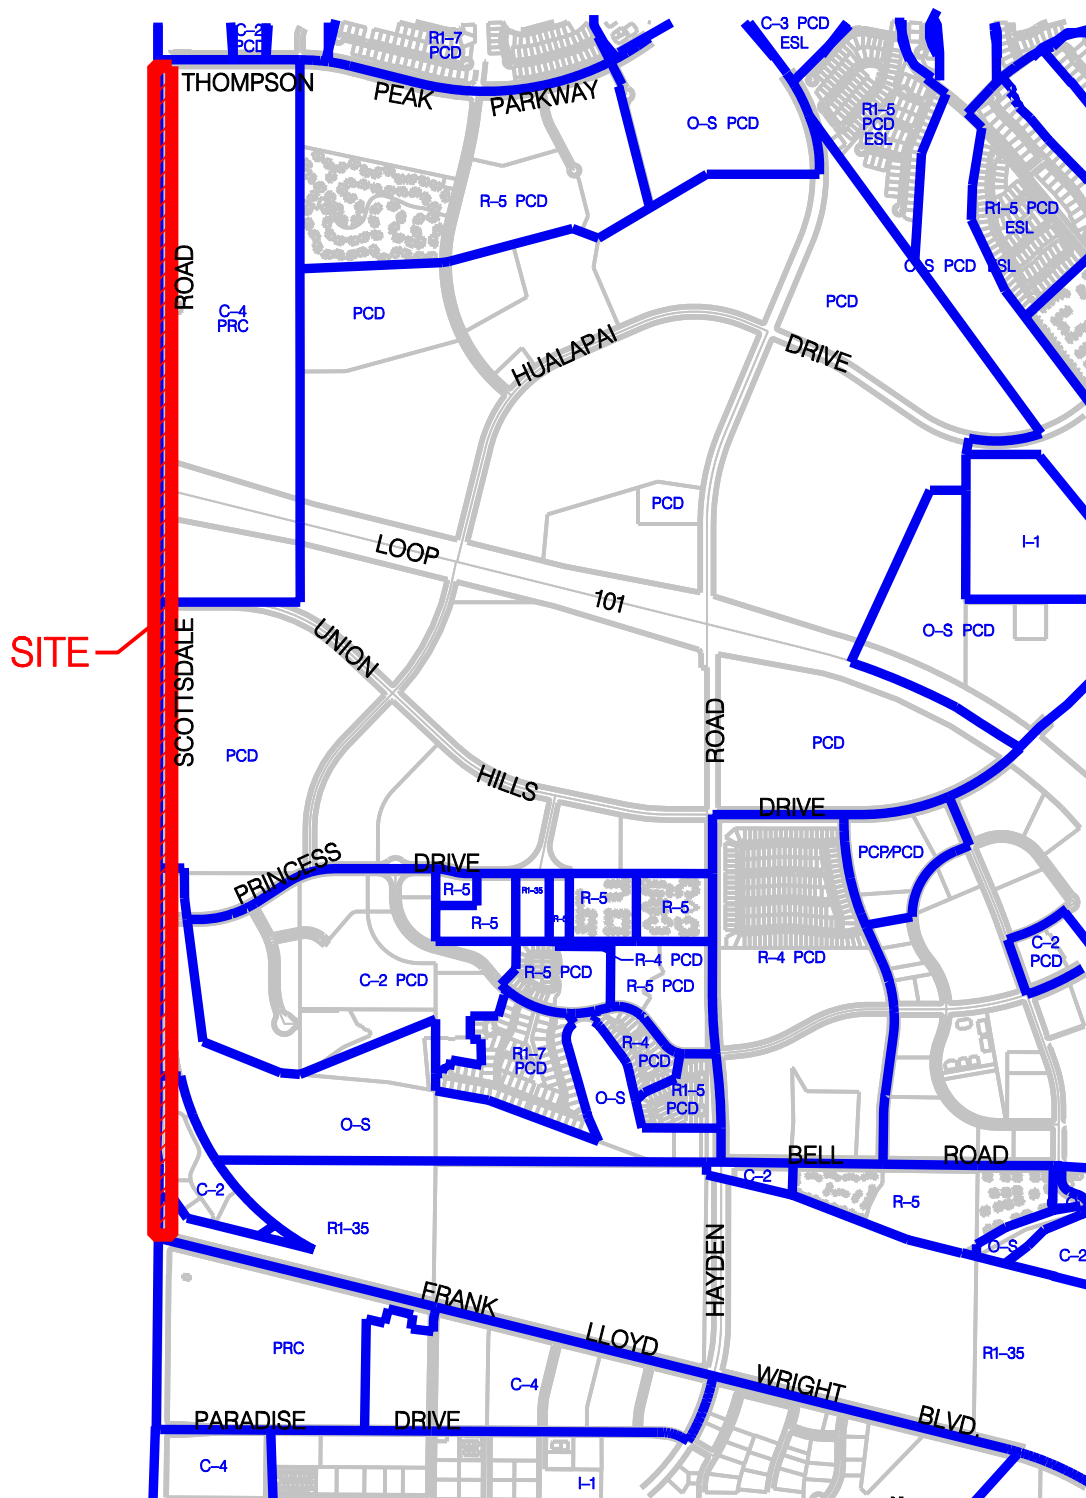 C-2
PCD
R1-7
PCD
C-3 PCD
ESL
THOMPSON
PEAK
PARKWAY
O-S PCD
R1-5
PCD
ESL
R-5 PCD
R1-5 PCD
ESL
ROAD
O-S PCD ESL
C-4
PRC
PCD
PCD
HUALAPAI
DRIVE
PCD
LOOP
101
I-1
SITE
SCOTTSDALE
UNION
O-S PCD
PCD
ROAD
PCD
HILLS
DRIVE
PRINCESS
DRIVE
PCP/PCD
R-5
R1-35
R-5
R-5
R-5
R-4 PCD
C-2
PCD
C-2 PCD
R-5 PCD
R-4 PCD
R-5 PCD
R1-7
PCD
R-4
PCD
R1-5
PCD
O-S
O-S
BELL
ROAD
C-2
C-2
R-5
R1-35
O-S
C-2
HAYDEN
FRANK
LLOYD
WRIGHT
BLVD.
PRC
C-4
R1-35
PARADISE
DRIVE
C-4
I-1